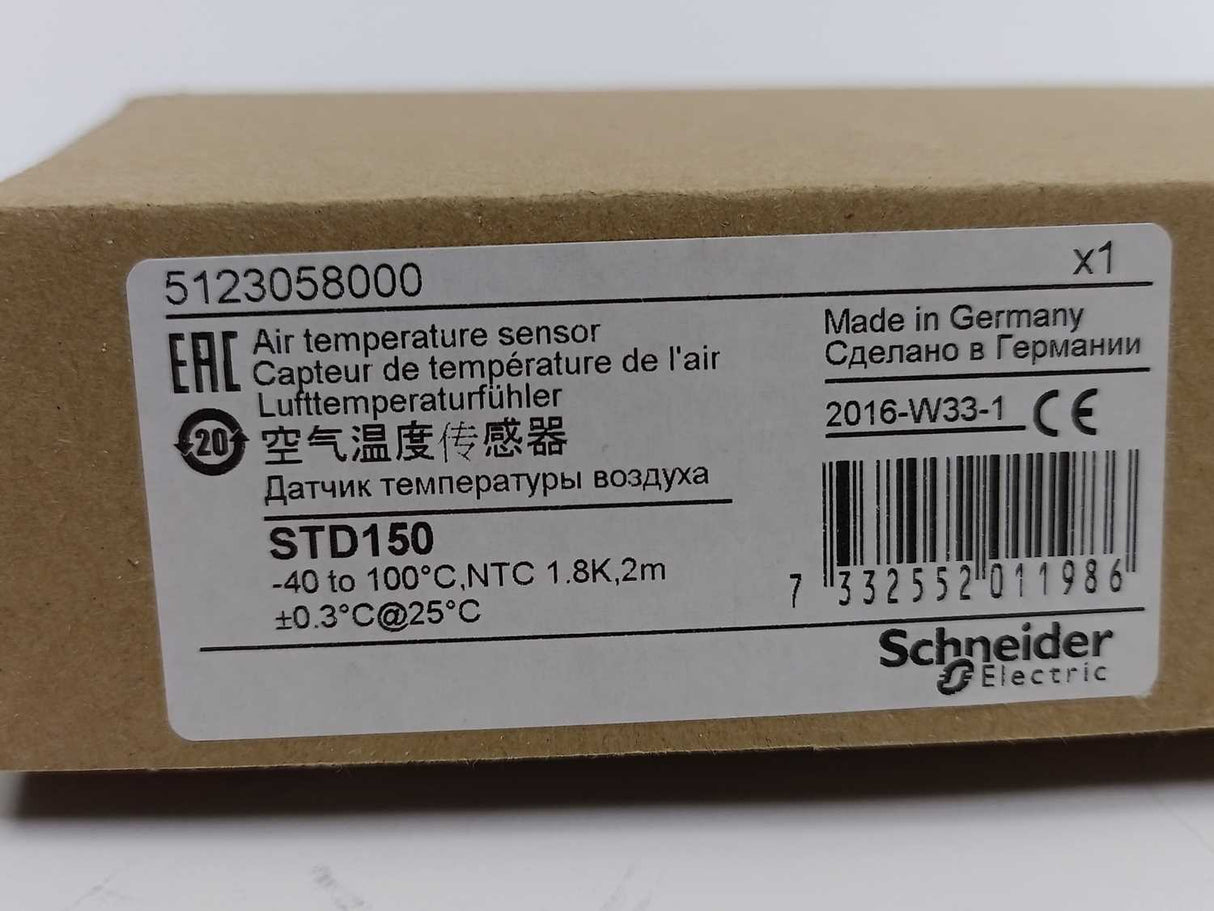 5123058000
x1
EAC
Air temperature sensor
Capteur de température de l'air
Lufttemperaturfühler
20
空气温度传感器
Датчик температуры воздуха
STD150
-40 to 100°C,NTC 1.8K,2m
±0.3°C@25°C
Made in Germany
Сделано в Германии
2016-W33-1 CE
7 332552 011986
Schneider
Electric